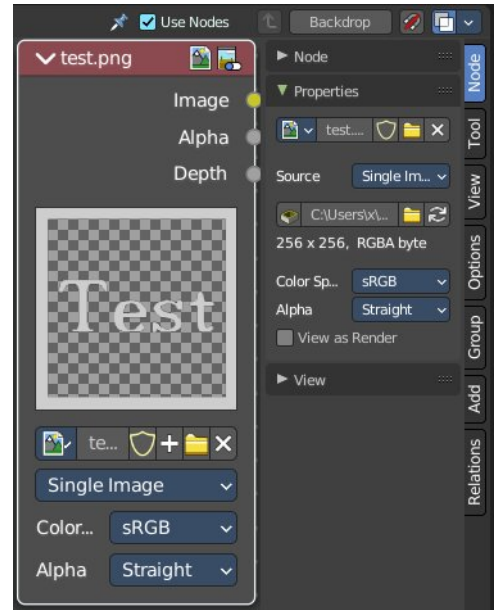 Use Nodes
Backdrop
test.png
Image
Alpha
Depth
Test
te...
Single Image
Color...
sRGB
Alpha
Straight
Node
Properties
test....
Source
Single Im...
C:\Users\x\...
256 x 256, RGBA byte
Color Sp...
sRGB
Alpha
Straight
View as Render
View
Node
Tool
View
Options
Group
Add
Relations